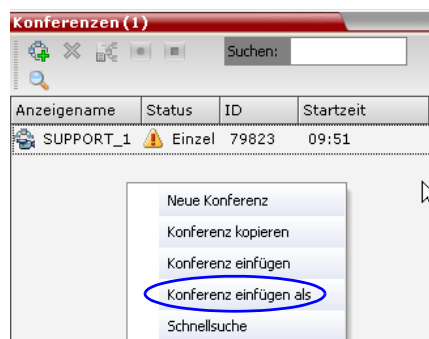 Konferenzen (1)
Suchen:
Anzeigename Status ID Startzeit
SUPPORT_1 Einzel 79823 09:51
Neue Konferenz
Konferenz kopieren
Konferenz einfügen
Konferenz einfügen als
Schnellsuche